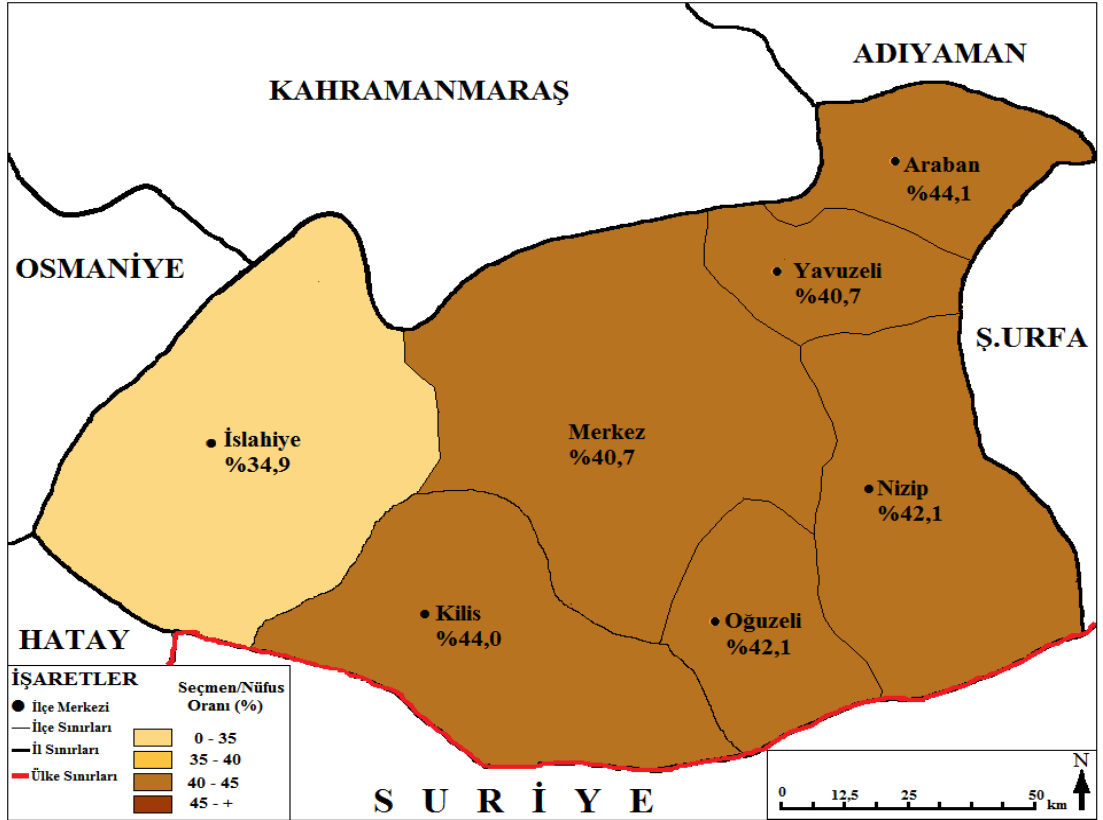 ADIYAMAN
KAHRAMANMARAŞ
Araban
%44,1
OSMANİYE
Yavuzeli
%40,7
Ş.URFA
İslahiye
%34,9
Merkez
%40,7
Nizip
%42,1
Kilis
%44,0
Oğuzeli
%42,1
HATAY
İŞARETLER
İlçe Merkezi
İlçe Sınırları
İl Sınırları
Ülke Sınırları
Seçmen/Nüfus
Oranı (%)
0 - 35
35 - 40
40 - 45
45 - +
SURİYE
N
0 12,5 25 50
km